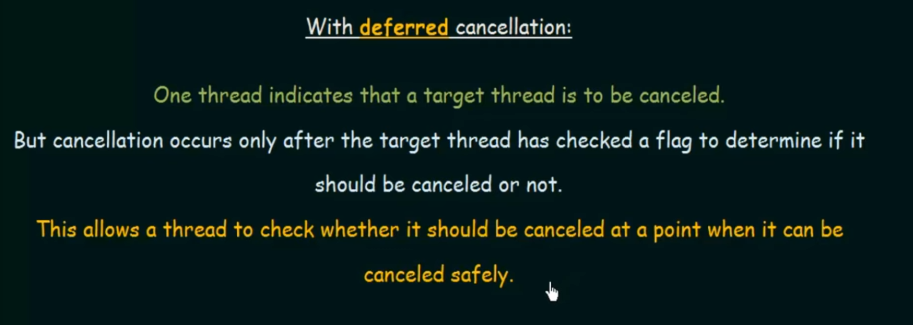 With deferred cancellation:
One thread indicates that a target thread is to be canceled.
But cancellation occurs only after the target thread has checked a flag to determine if it
should be canceled or not.
This allows a thread to check whether it should be canceled at a point when it can be
canceled safely.